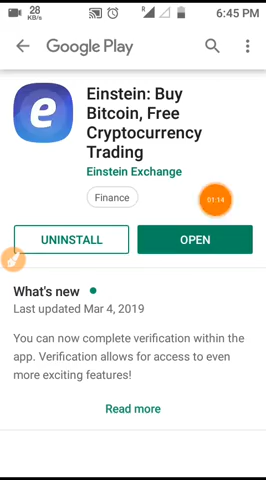 28
KB/s
R
6:45 PM
Google Play
e
Einstein: Buy
Bitcoin, Free
Cryptocurrency
Trading
Einstein Exchange
Finance
01:14
UNINSTALL
OPEN
What's new
Last updated Mar 4, 2019
You can now complete verification within the
app. Verification allows for access to even
more exciting features!
Read more